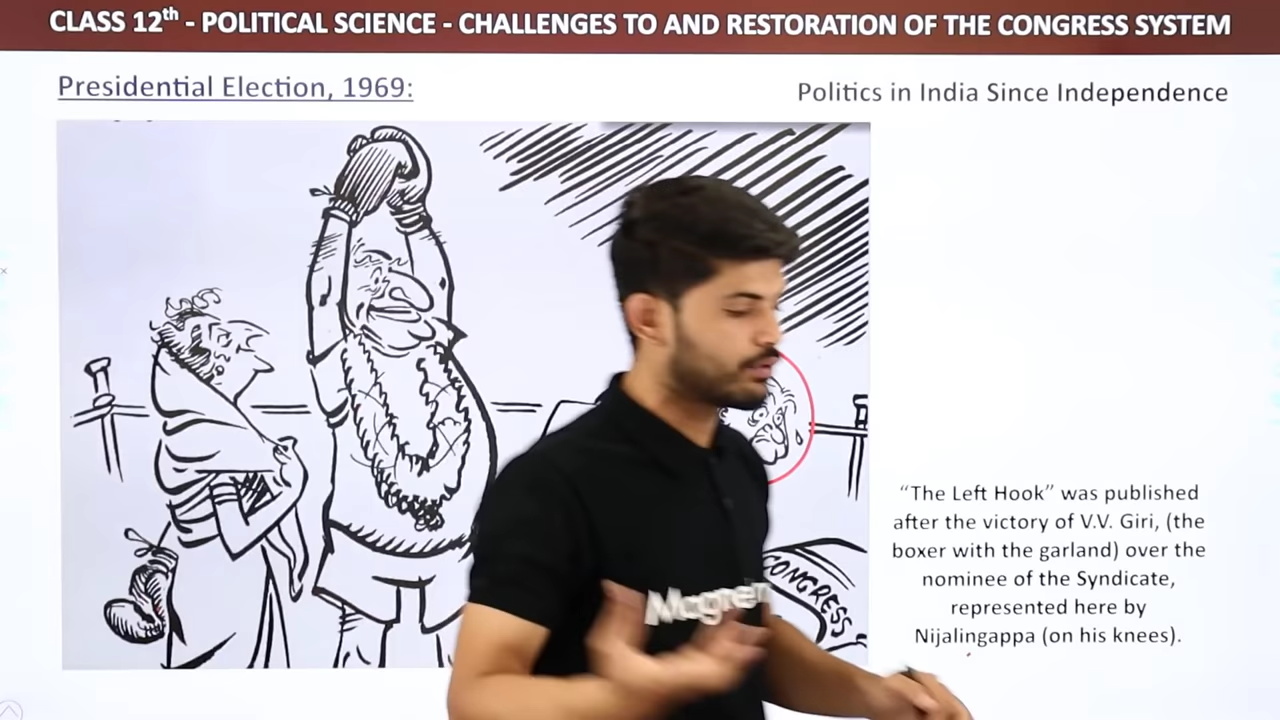 CLASS 12th - POLITICAL SCIENCE - CHALLENGES TO AND RESTORATION OF THE CONGRESS SYSTEM
Presidential Election, 1969:
Politics in India Since Independence
“The Left Hook” was published
after the victory of V.V. Giri, (the
boxer with the garland) over the
nominee of the Syndicate,
represented here by
Nijalingappa (on his knees).
CONGRESS